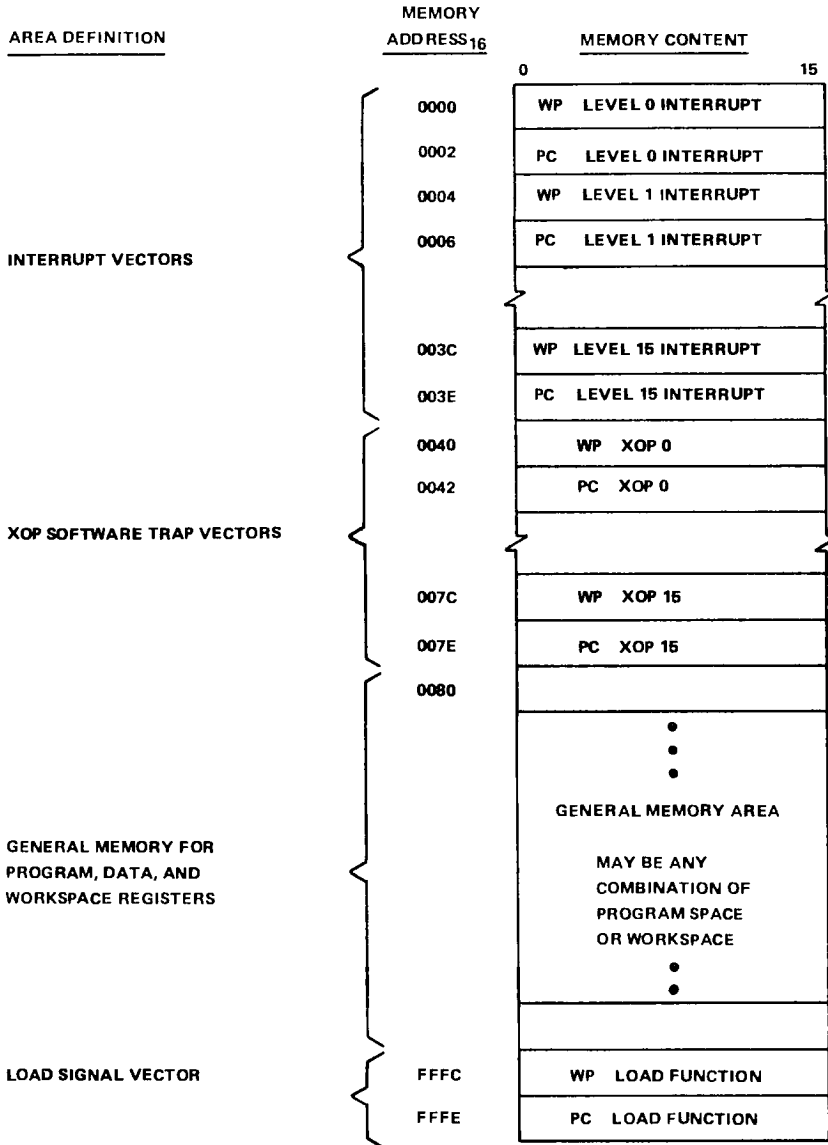 AREA DEFINITION
MEMORY
ADDRESS16
MEMORY CONTENT
0 15
0000 WP LEVEL 0 INTERRUPT
0002 PC LEVEL 0 INTERRUPT
0004 WP LEVEL 1 INTERRUPT
0006 PC LEVEL 1 INTERRUPT
INTERRUPT VECTORS
003C WP LEVEL 15 INTERRUPT
003E PC LEVEL 15 INTERRUPT
0040 WP XOP 0
0042 PC XOP 0
XOP SOFTWARE TRAP VECTORS
007C WP XOP 15
007E PC XOP 15
0080
GENERAL MEMORY AREA
GENERAL MEMORY FOR
PROGRAM, DATA, AND
WORKSPACE REGISTERS
MAY BE ANY
COMBINATION OF
PROGRAM SPACE
OR WORKSPACE
LOAD SIGNAL VECTOR
FFFC WP LOAD FUNCTION
FFFE PC LOAD FUNCTION